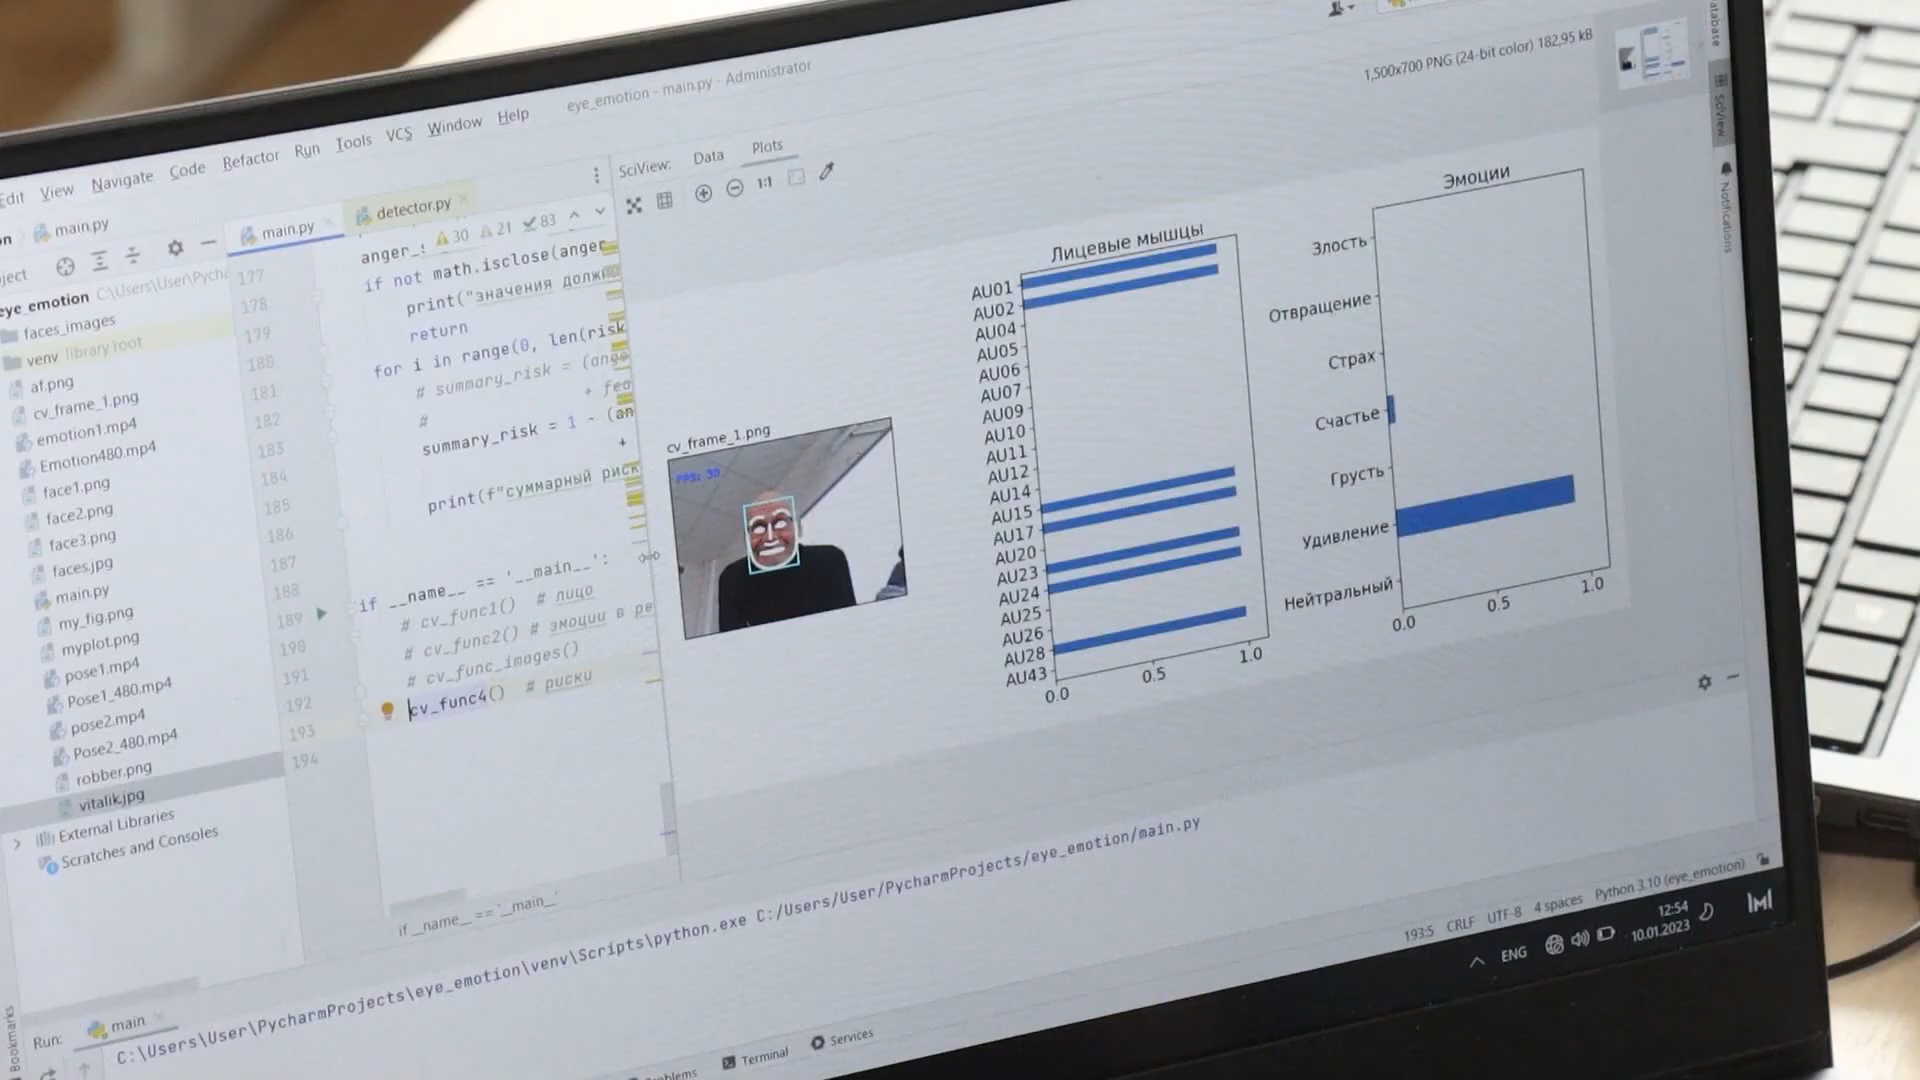 eye_emotion - main.py - Administrator
Edit View Navigate Code Refactor Run Tools VCS Window Help
main.py
main.py
detector.py
30 21 83
SciView: Data Plots
1:1
1,500x700 PNG (24-bit color) 182,95 kB
SciView
Notifications
eye_emotion C:\Users\User\Pycha
faces_images
venv library root
af.png
cv_frame_1.png
emotion1.mp4
Emotion480.mp4
face1.png
face2.png
face3.png
faces.jpg
main.py
my_fig.png
myplot.png
pose1.mp4
Pose1_480.mp4
pose2.mp4
Pose2_480.mp4
robber.png
vitalik.jpg
External Libraries
Scratches and Consoles
177
178
179
180
181
182
183
184
185
186
187
188
189
190
191
192
193
194
if not math.isclose(anger
print("значения должн
return
for i in range(0, len(risk
# summary_risk = (ange
+ fea
#
summary_risk = 1 - (an
+
print(f"суммарный риск
if __name__ == '__main__':
# cv_func1() # лицо
# cv_func2() # эмоции в ре
# cv_func_images()
cv_func4() # риски
if __name__ == '__main__'
cv_frame_1.png
FPS: 30
Лицевые мышцы
AU01
AU02
AU04
AU05
AU06
AU07
AU09
AU10
AU11
AU12
AU14
AU15
AU17
AU20
AU23
AU24
AU25
AU26
AU28
AU43
0.0 0.5 1.0
Эмоции
Злость
Отвращение
Страх
Счастье
Грусть
Удивление
Нейтральный
0.0 0.5 1.0
Run: main
C:\Users\User\PycharmProjects\eye_emotion\venv\Scripts\python.exe C:/Users/User/PycharmProjects/eye_emotion/main.py
Bookmarks
Terminal
Services
193:5 CRLF UTF-8 4 spaces Python 3.10 (eye_emotion)
ENG
12:54
10.01.2023